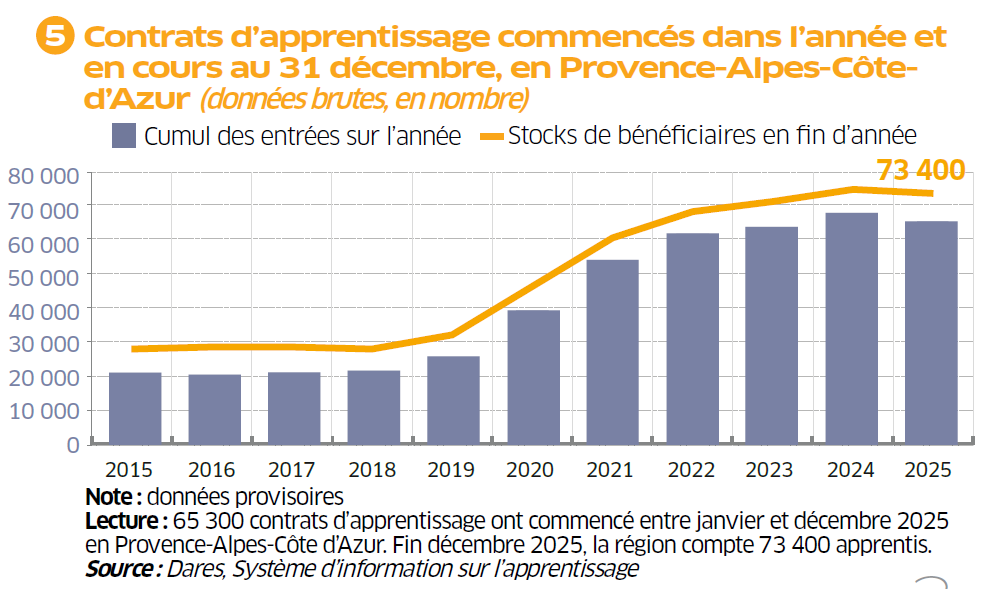 5 Contrats d’apprentissage commencés dans l’année et
en cours au 31 décembre, en Provence-Alpes-Côte-
d’Azur (données brutes, en nombre)
Cumul des entrées sur l’année Stocks de bénéficiaires en fin d’année
73 400
80 000
70 000
60 000
50 000
40 000
30 000
20 000
10 000
0
2015 2016 2017 2018 2019 2020 2021 2022 2023 2024 2025
Note : données provisoires
Lecture : 65 300 contrats d’apprentissage ont commencé entre janvier et décembre 2025
en Provence-Alpes-Côte d’Azur. Fin décembre 2025, la région compte 73 400 apprentis.
Source : Dares, Système d’information sur l’apprentissage